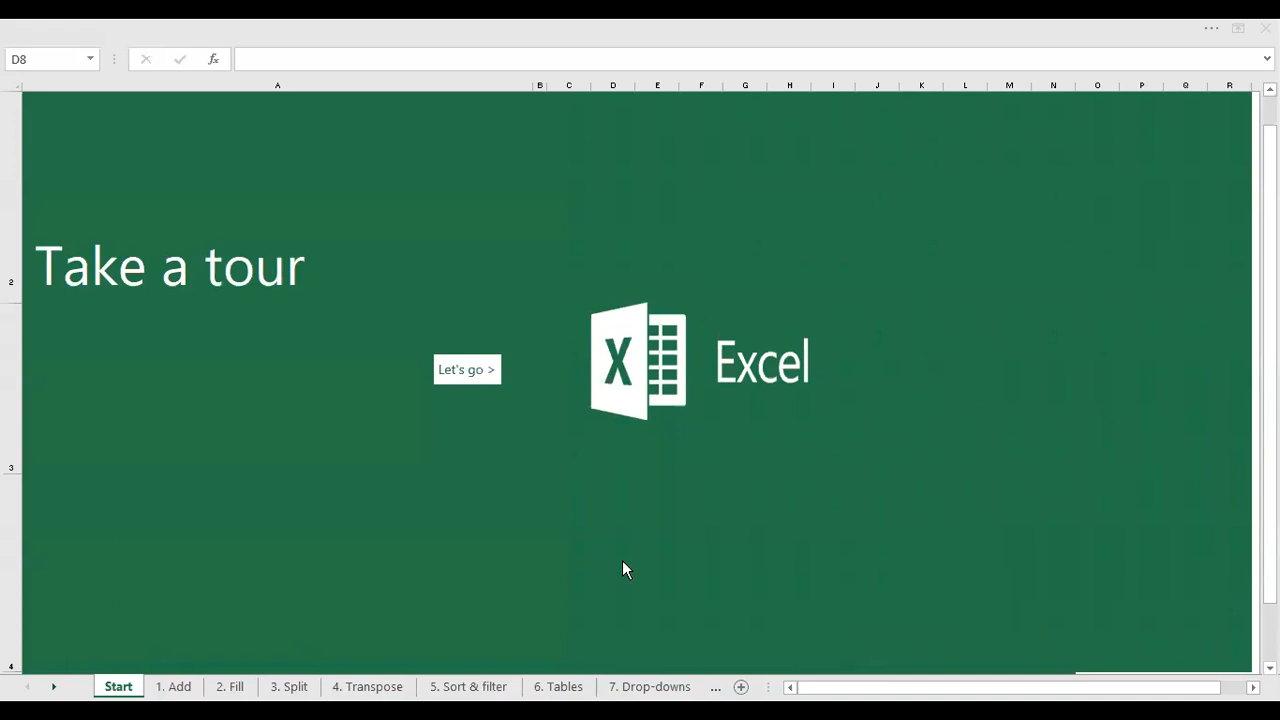 D8
fx
A B C D E F G H I J K L M N O P Q R
Take a tour
2
Let's go >
X Excel
3
4
Start 1. Add 2. Fill 3. Split 4. Transpose 5. Sort & filter 6. Tables 7. Drop-downs ...